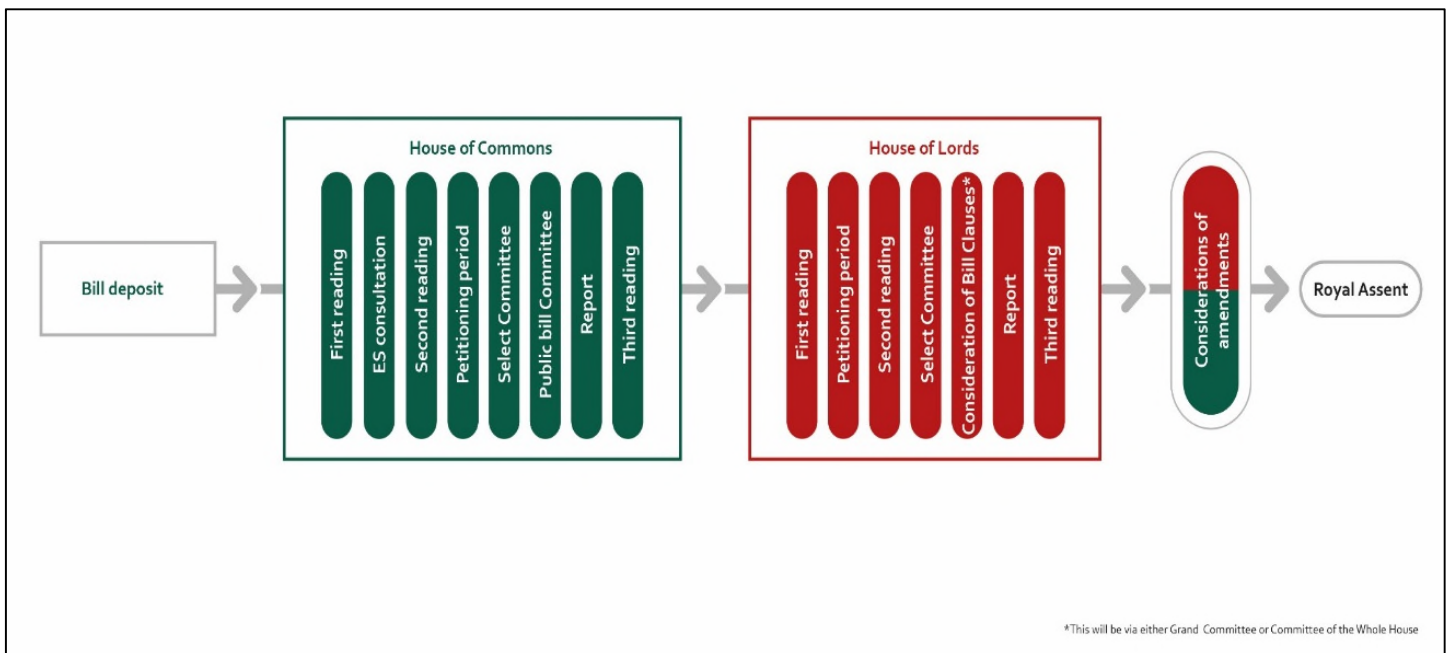 Bill deposit
House of Commons
First reading
ES consultation
Second reading
Petitioning period
Select Committee
Public bill Committee
Report
Third reading
House of Lords
First reading
Petitioning period
Second reading
Select Committee
Consideration of Bill Clauses*
Report
Third reading
Considerations of
amendments
Royal Assent
*This will be via either Grand Committee or Committee of the Whole House